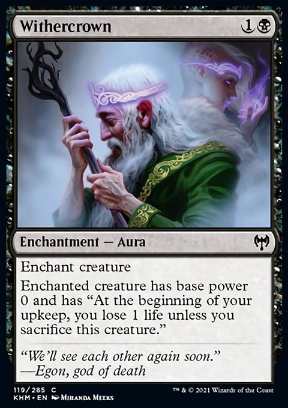 Withercrown 1
Enchantment — Aura
Enchant creature
Enchanted creature has base power
0 and has “At the beginning of your
upkeep, you lose 1 life unless you
sacrifice this creature.”
“We’ll see each other again soon.”
—Egon, god of death
119/285 C
KHM • EN Miranda Meeks
™ & © 2021 Wizards of the Coast